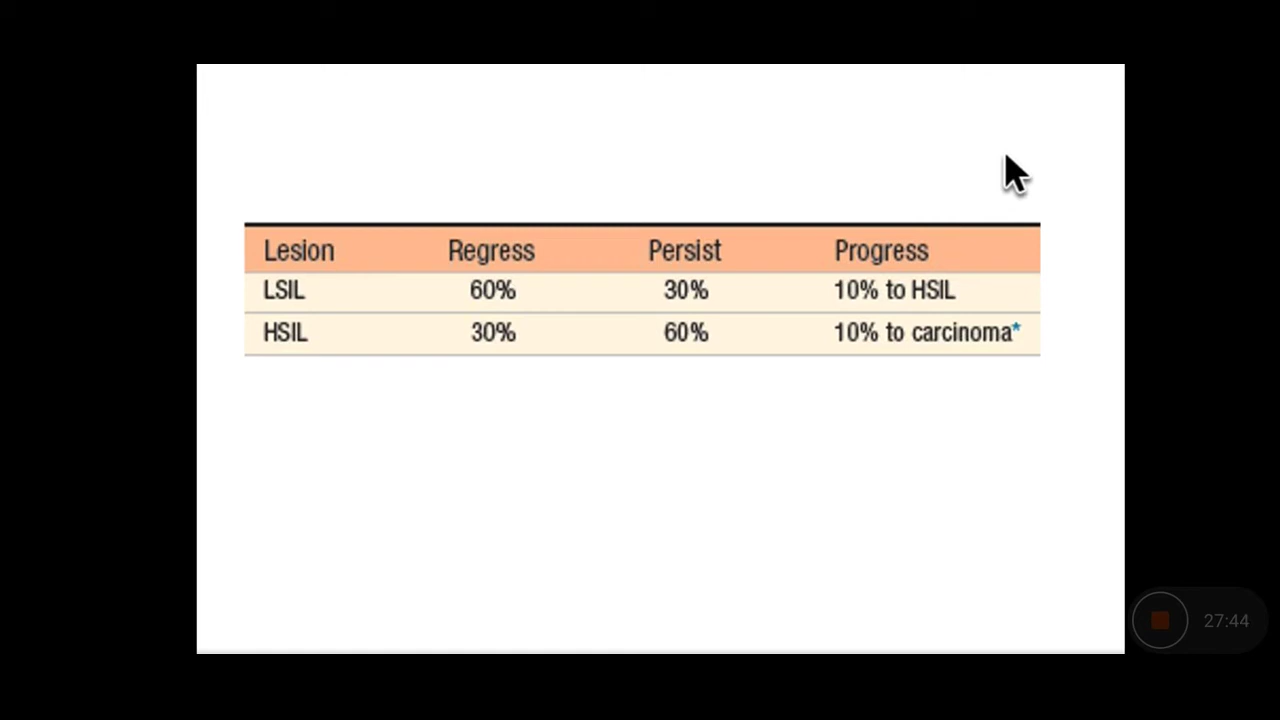 Lesion Regress Persist Progress
LSIL 60% 30% 10% to HSIL
HSIL 30% 60% 10% to carcinoma*
27:44